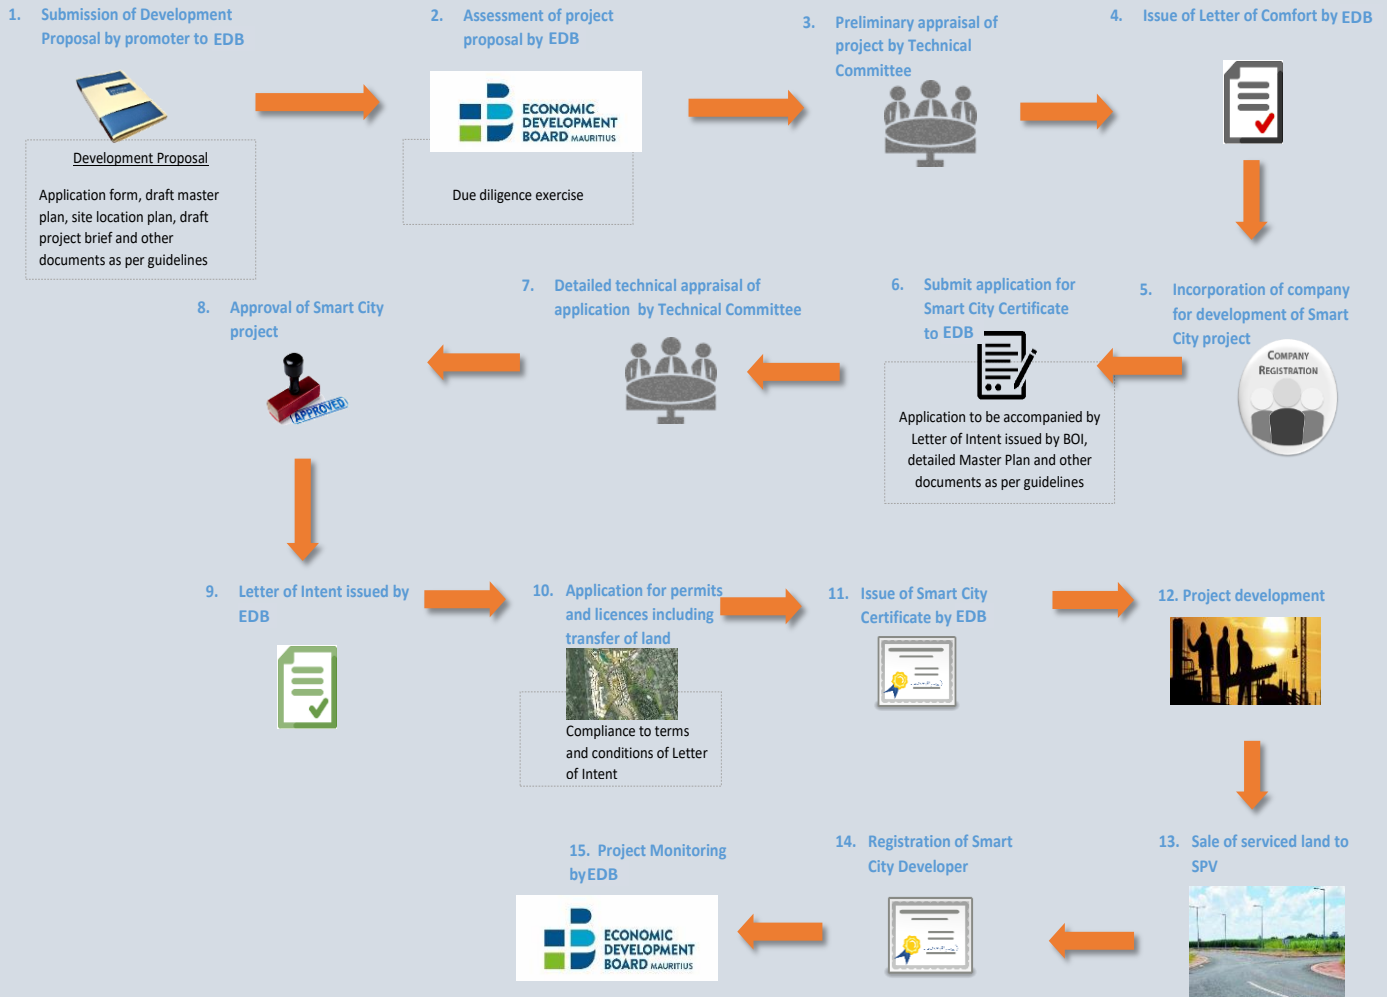 1. Submission of Development
Proposal by promoter to EDB
Development Proposal
Application form, draft master
plan, site location plan, draft
project brief and other
documents as per guidelines
2. Assessment of project
proposal by EDB
ECONOMIC
DEVELOPMENT
BOARD MAURITIUS
Due diligence exercise
3. Preliminary appraisal of
project by Technical
Committee
4. Issue of Letter of Comfort by EDB
5. Incorporation of company
for development of Smart
City project
COMPANY
REGISTRATION
6. Submit application for
Smart City Certificate
to EDB
Application to be accompanied by
Letter of Intent issued by BOI,
detailed Master Plan and other
documents as per guidelines
7. Detailed technical appraisal of
application by Technical Committee
8. Approval of Smart City
project
APPROVED
9. Letter of Intent issued by
EDB
10. Application for permits
and licences including
transfer of land
Compliance to terms
and conditions of Letter
of Intent
11. Issue of Smart City
Certificate by EDB
12. Project development
13. Sale of serviced land to
SPV
14. Registration of Smart
City Developer
15. Project Monitoring
by EDB
ECONOMIC
DEVELOPMENT
BOARD MAURITIUS